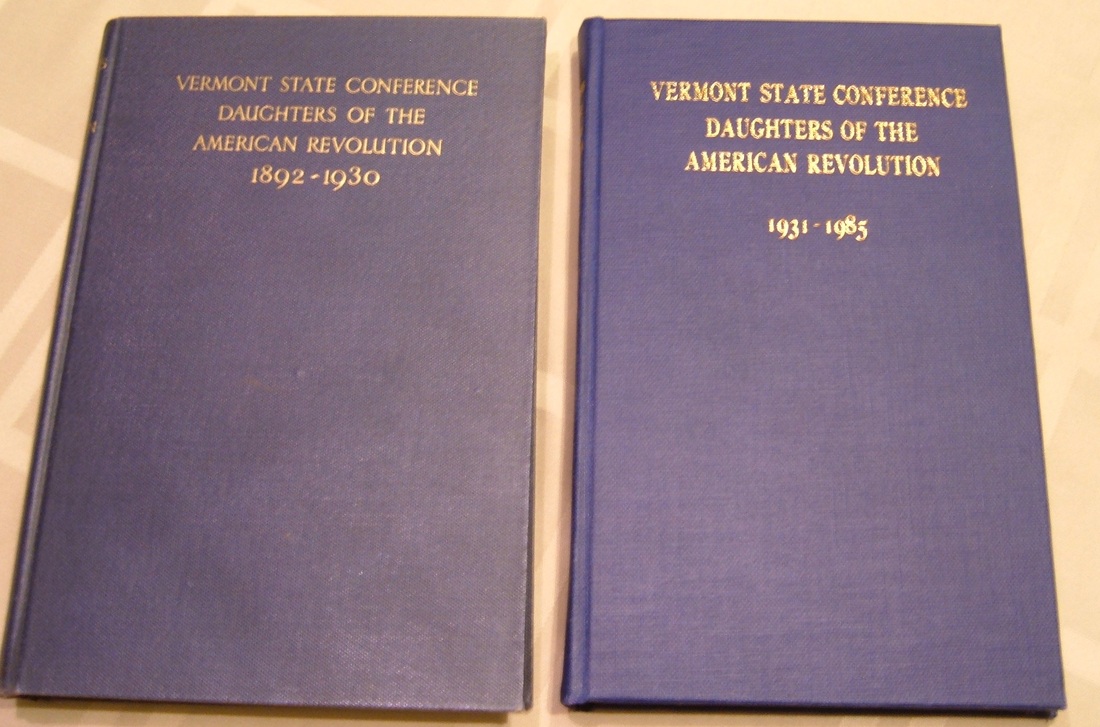 VERMONT STATE CONFERENCE
DAUGHTERS OF THE
AMERICAN REVOLUTION
1892-1930
VERMONT STATE CONFERENCE
DAUGHTERS OF THE
AMERICAN REVOLUTION
1931-1985